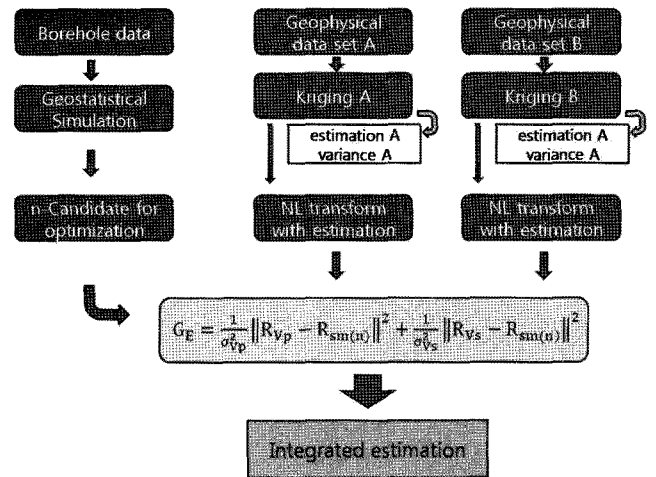 Borehole data
Geophysical
data set A
Geophysical
data set B
Geostatistical
Simulation
Kriging A
Kriging B
estimation A
variance A
estimation A
variance A
n-Candidate for
optimization
NL transform
with estimation
NL transform
with estimation
G_E = 1/σ²_Vp ‖R_Vp − R_sm(n)‖² + 1/σ²_Vs ‖R_Vs − R_sm(n)‖²
Integrated estimation